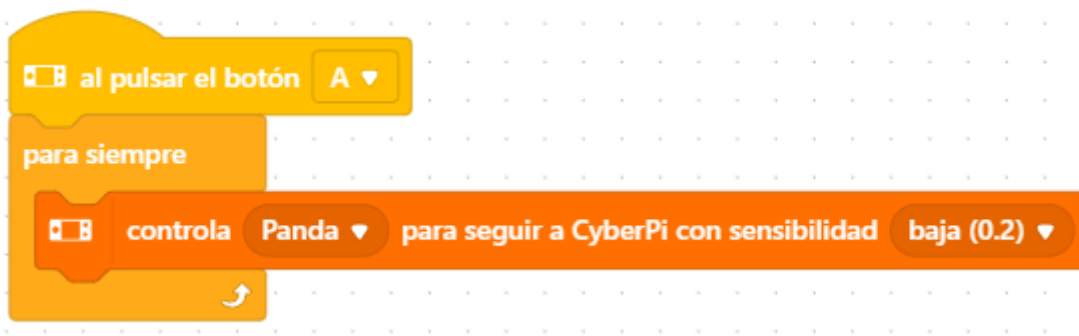 al pulsar el botón A
para siempre
controla Panda para seguir a CyberPi con sensibilidad baja (0.2)